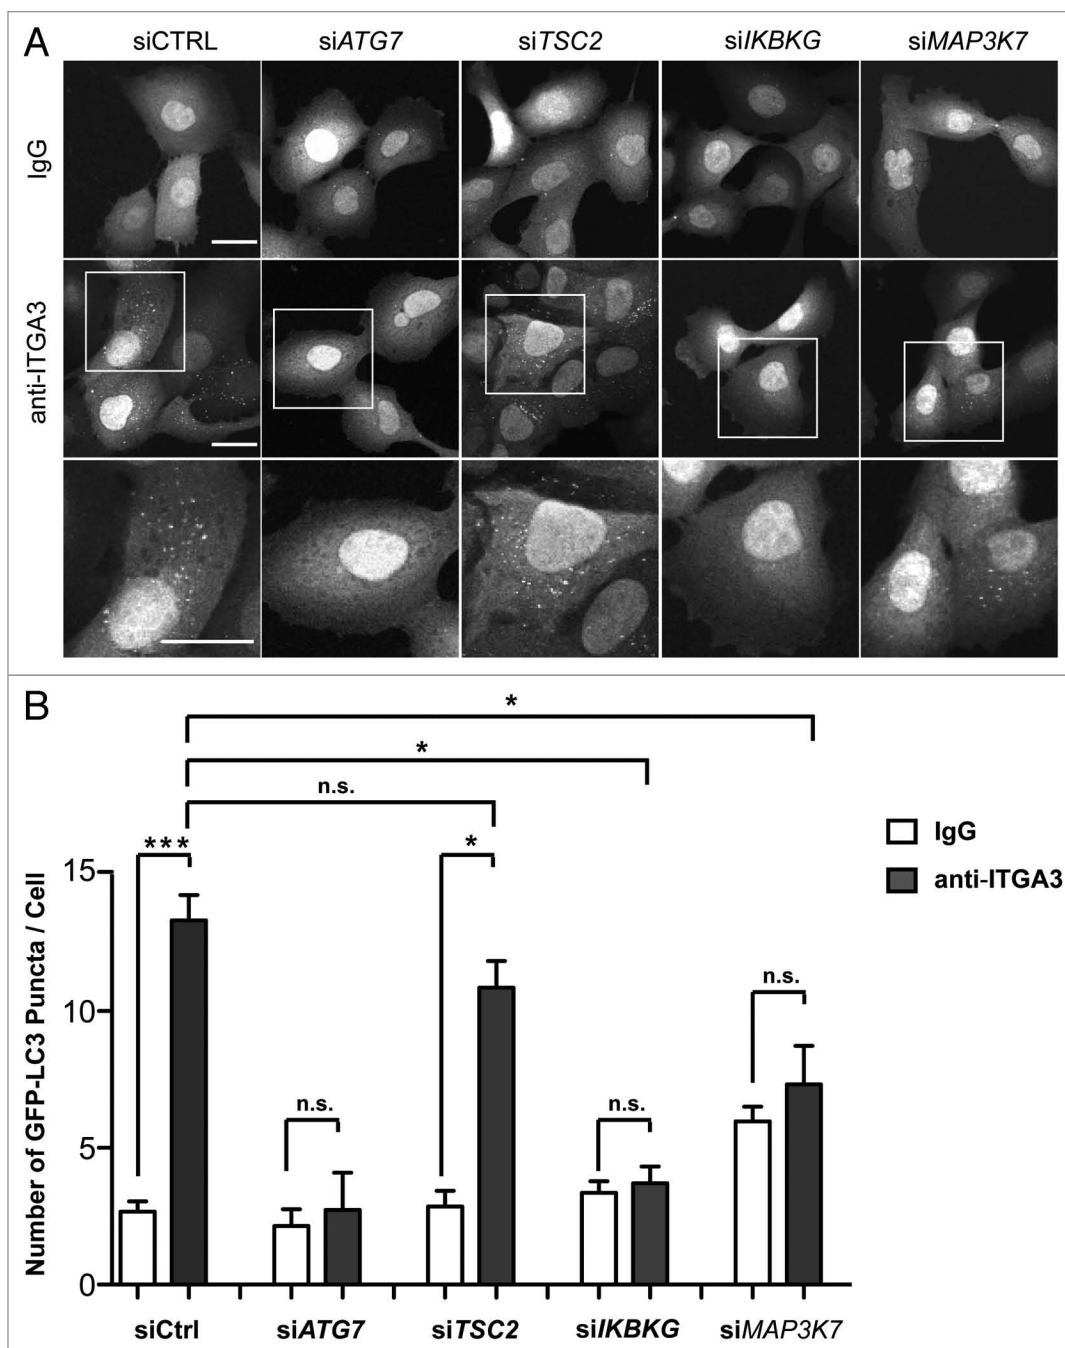 A
siCTRL siATG7 siTSC2 siIKBKG siMAP3K7
IgG
anti-ITGA3
B
*
*
n.s.
*** *
IgG
anti-ITGA3
15
10
5
0
Number of GFP-LC3 Puncta / Cell
n.s.
n.s.
n.s.
siCtrl siATG7 siTSC2 siIKBKG siMAP3K7